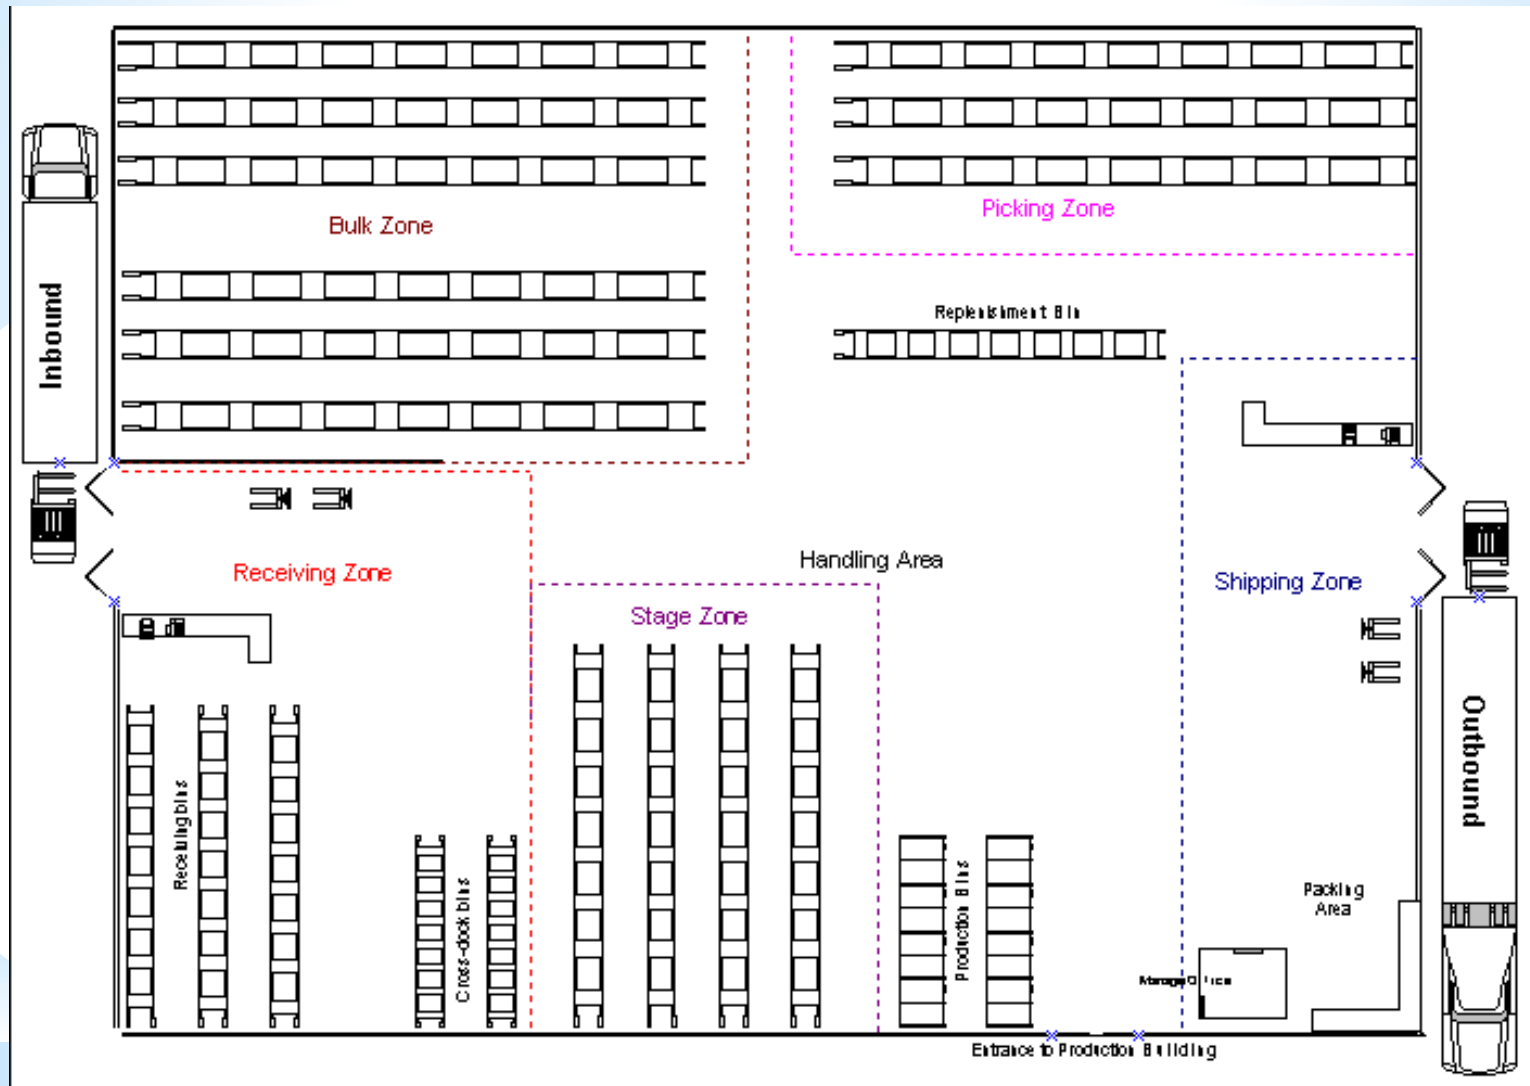 Bulk Zone
Picking Zone
Inbound
Replenishment Bin
Handling Area
Receiving Zone
Shipping Zone
Stage Zone
Outbound
Receiving bins
Cross-dock bins
Production Bins
Packing
Area
Entrance to Production Building